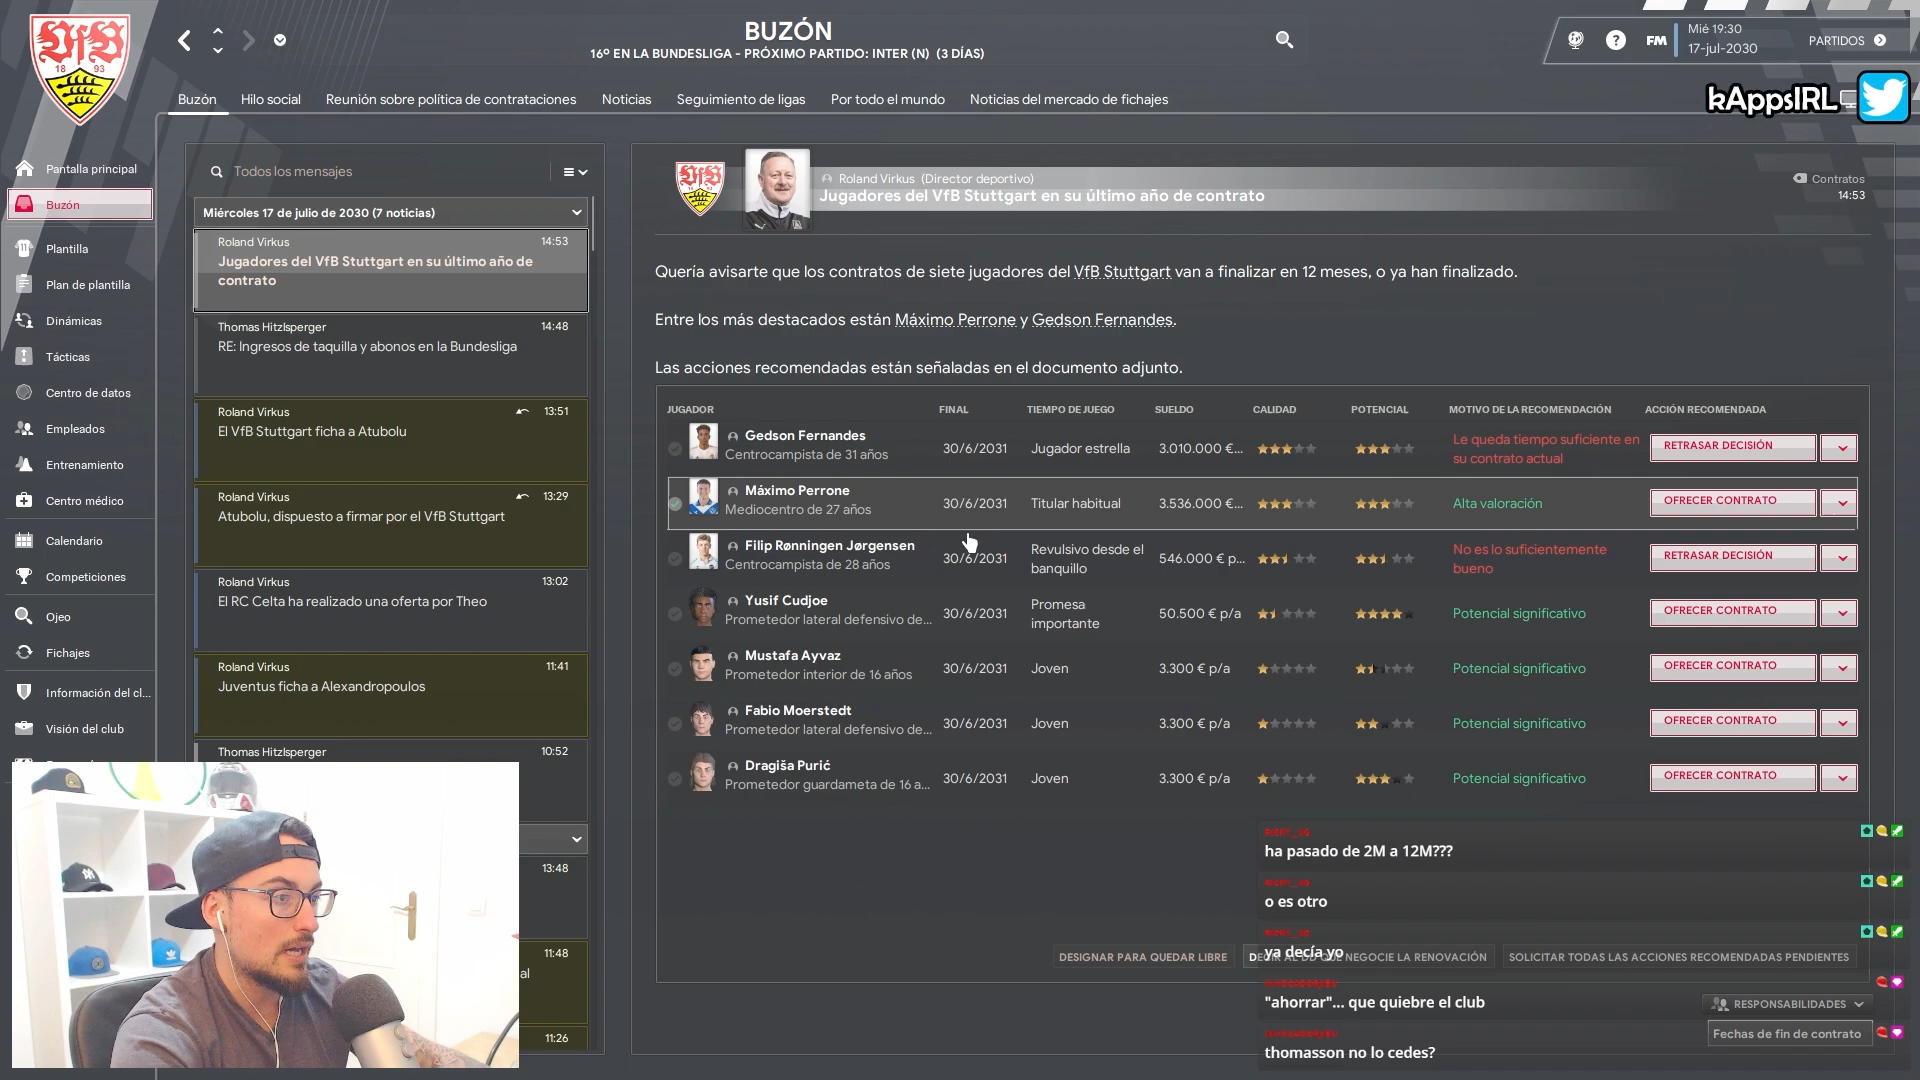 BUZÓN
16º EN LA BUNDESLIGA - PRÓXIMO PARTIDO: INTER (N) (3 DÍAS)
FM
Mié 19:30
17-jul-2030
PARTIDOS
kAppsIRL
18 93
Buzón
Hilo social
Reunión sobre política de contrataciones
Noticias
Seguimiento de ligas
Por todo el mundo
Noticias del mercado de fichajes
Pantalla principal
Buzón
Plantilla
Plan de plantilla
Dinámicas
Tácticas
Centro de datos
Empleados
Entrenamiento
Centro médico
Calendario
Competiciones
Ojeo
Fichajes
Información del cl...
Visión del club
Todos los mensajes
Miércoles 17 de julio de 2030 (7 noticias)
Roland Virkus 14:53
Jugadores del VfB Stuttgart en su último año de
contrato
Thomas Hitzlsperger 14:48
RE: Ingresos de taquilla y abonos en la Bundesliga
Roland Virkus 13:51
El VfB Stuttgart ficha a Atubolu
Roland Virkus 13:29
Atubolu, dispuesto a firmar por el VfB Stuttgart
Roland Virkus 13:02
El RC Celta ha realizado una oferta por Theo
Roland Virkus 11:41
Juventus ficha a Alexandropoulos
Thomas Hitzlsperger 10:52
13:48
11:48
al
11:26
Roland Virkus (Director deportivo)
Jugadores del VfB Stuttgart en su último año de contrato
Contratos
14:53
Quería avisarte que los contratos de siete jugadores del VfB Stuttgart van a finalizar en 12 meses, o ya han finalizado.
Entre los más destacados están Máximo Perrone y Gedson Fernandes.
Las acciones recomendadas están señaladas en el documento adjunto.
JUGADOR FINAL TIEMPO DE JUEGO SUELDO CALIDAD POTENCIAL MOTIVO DE LA RECOMENDACIÓN ACCIÓN RECOMENDADA
Gedson Fernandes
Centrocampista de 31 años
30/6/2031 Jugador estrella 3.010.000 €...
Le queda tiempo suficiente en
su contrato actual
RETRASAR DECISIÓN
Máximo Perrone
Mediocentro de 27 años
30/6/2031 Titular habitual 3.536.000 €... Alta valoración OFRECER CONTRATO
Filip Rønningen Jørgensen
Centrocampista de 28 años
30/6/2031
Revulsivo desde el
banquillo
546.000 € p...
No es lo suficientemente
bueno
RETRASAR DECISIÓN
Yusif Cudjoe
Prometedor lateral defensivo de...
30/6/2031
Promesa
importante
50.500 € p/a Potencial significativo OFRECER CONTRATO
Mustafa Ayvaz
Prometedor interior de 16 años
30/6/2031 Joven 3.300 € p/a Potencial significativo OFRECER CONTRATO
Fabio Moerstedt
Prometedor lateral defensivo de...
30/6/2031 Joven 3.300 € p/a Potencial significativo OFRECER CONTRATO
Dragiša Purić
Prometedor guardameta de 16 a...
30/6/2031 Joven 3.300 € p/a Potencial significativo OFRECER CONTRATO
ha pasado de 2M a 12M???
o es otro
ya decía yo
DESIGNAR PARA QUEDAR LIBRE
NEGOCIE LA RENOVACIÓN
SOLICITAR TODAS LAS ACCIONES RECOMENDADAS PENDIENTES
"ahorrar"... que quiebre el club
RESPONSABILIDADES
Fechas de fin de contrato
thomasson no lo cedes?